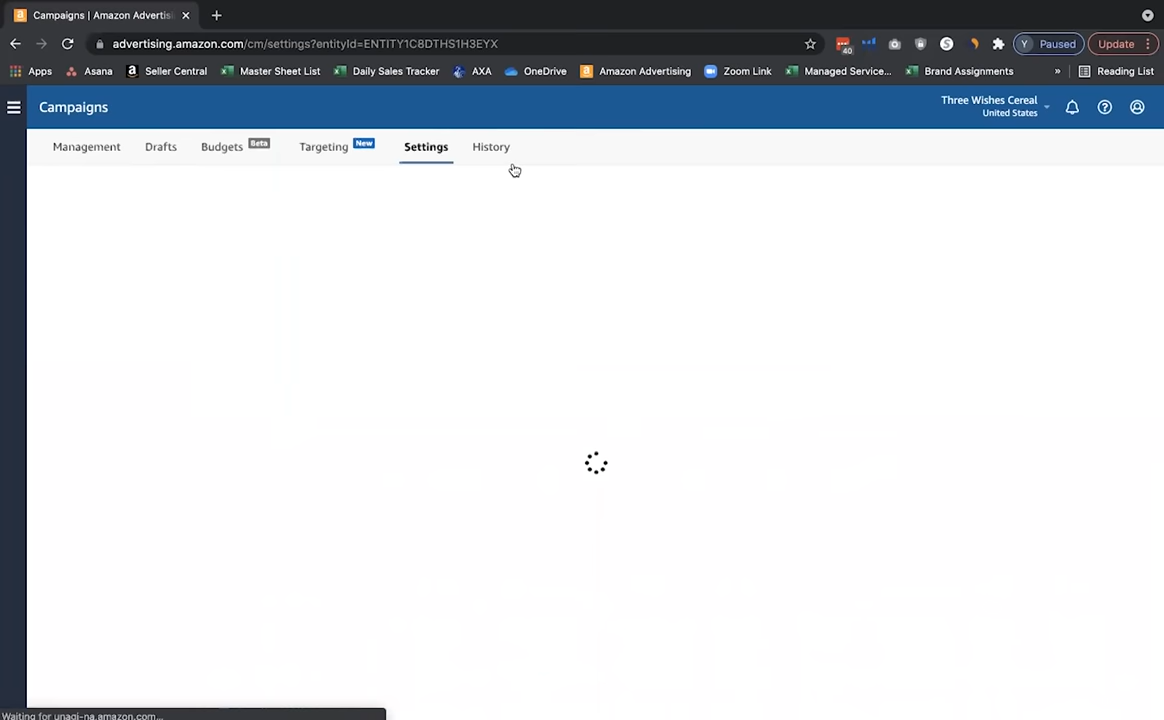 Campaigns | Amazon Advertisi
advertising.amazon.com/cm/settings?entityId=ENTITY1C8DTHS1H3EYX
40
Y Paused
Update
Apps Asana Seller Central Master Sheet List Daily Sales Tracker AXA OneDrive Amazon Advertising Zoom Link Managed Service... Brand Assignments » Reading List
Campaigns
Three Wishes Cereal
United States
Management Drafts Budgets Beta Targeting New Settings History
Waiting for unagi-na.amazon.com...